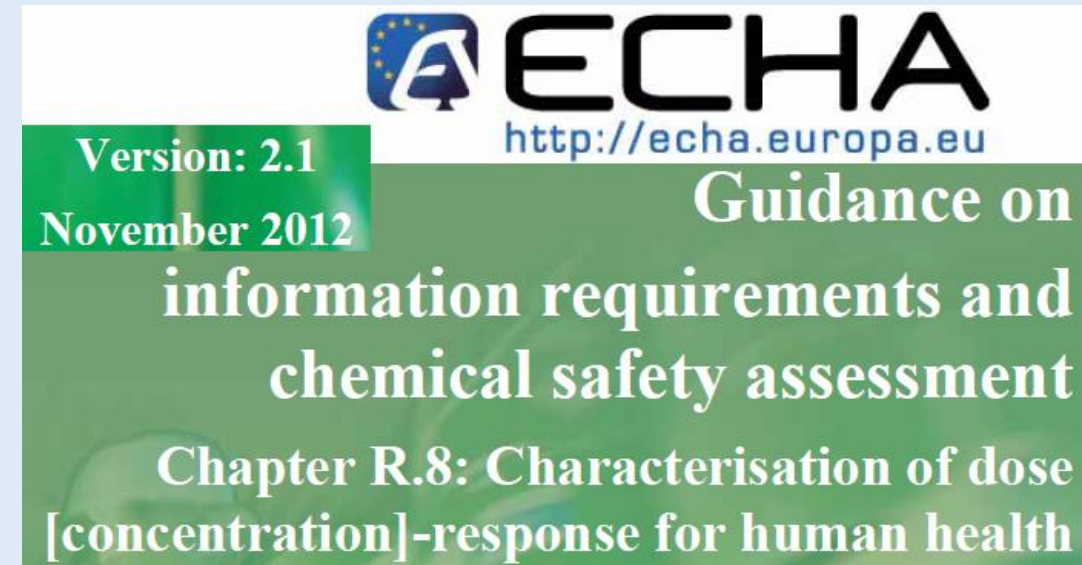 ECHA
http://echa.europa.eu
Version: 2.1
November 2012
Guidance on
information requirements and
chemical safety assessment
Chapter R.8: Characterisation of dose
[concentration]-response for human health